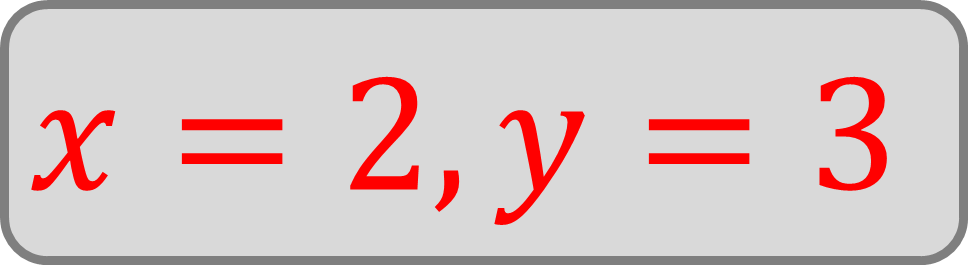 x = 2, y = 3